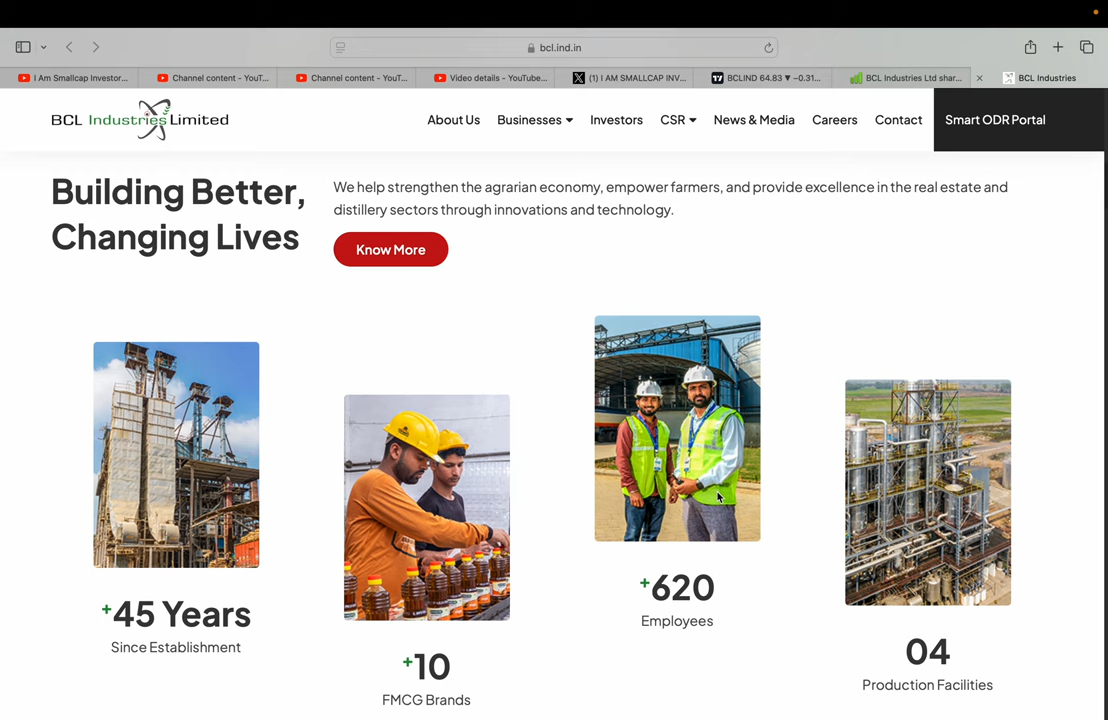 bcl.ind.in
I Am Smallcap Investor...
Channel content - YouT...
Channel content - YouT...
Video details - YouTube...
(1) I AM SMALLCAP INV...
BCLIND 64.83 ▼ −0.31...
BCL Industries Ltd shar...
BCL Industries
BCL Industries Limited
About Us
Businesses
Investors
CSR
News & Media
Careers
Contact
Smart ODR Portal
Building Better,
Changing Lives
We help strengthen the agrarian economy, empower farmers, and provide excellence in the real estate and
distillery sectors through innovations and technology.
Know More
+45 Years
Since Establishment
+10
FMCG Brands
+620
Employees
04
Production Facilities